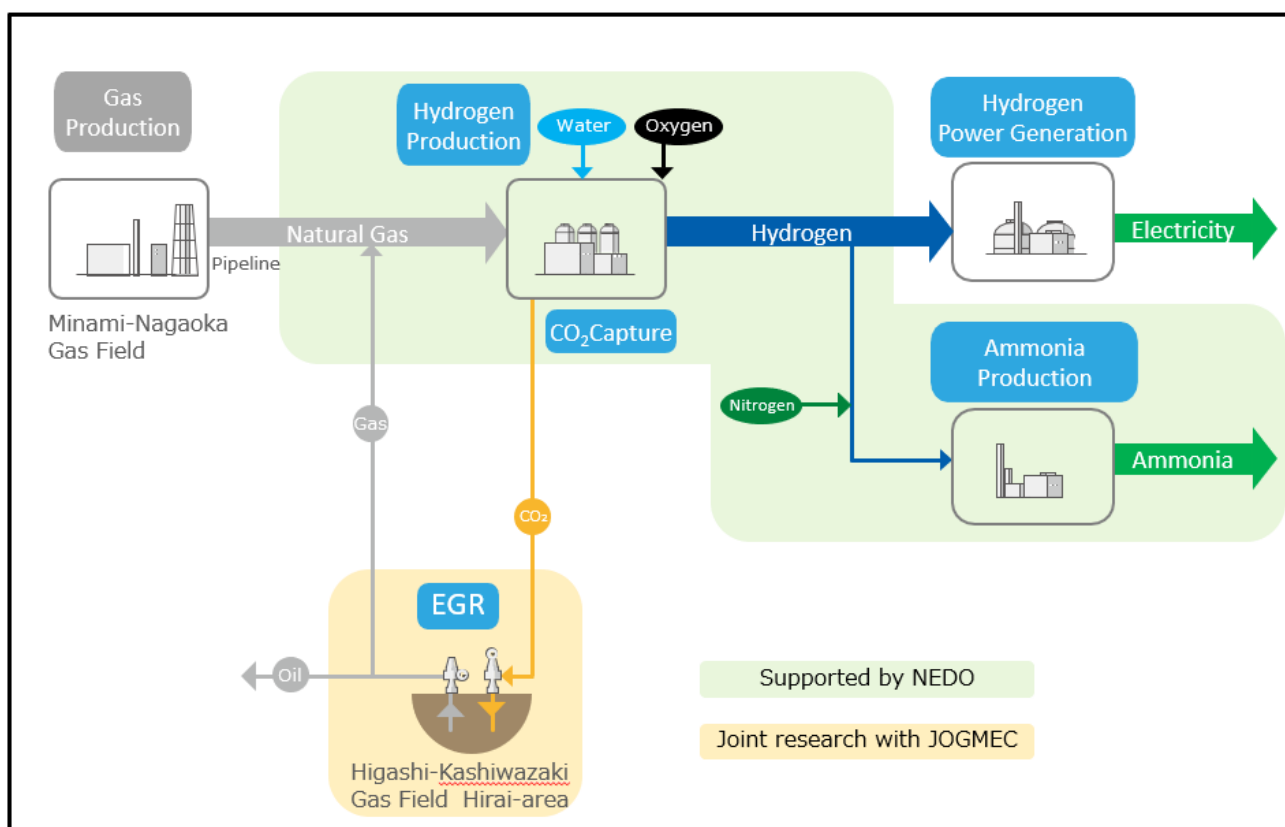 Gas
Production
Hydrogen
Production
Water
Oxygen
Hydrogen
Power Generation
Natural Gas
Pipeline
Hydrogen
Electricity
Minami-Nagaoka
Gas Field
CO₂Capture
Ammonia
Production
Nitrogen
Gas
Ammonia
CO₂
EGR
Oil
Supported by NEDO
Joint research with JOGMEC
Higashi-Kashiwazaki
Gas Field Hirai-area